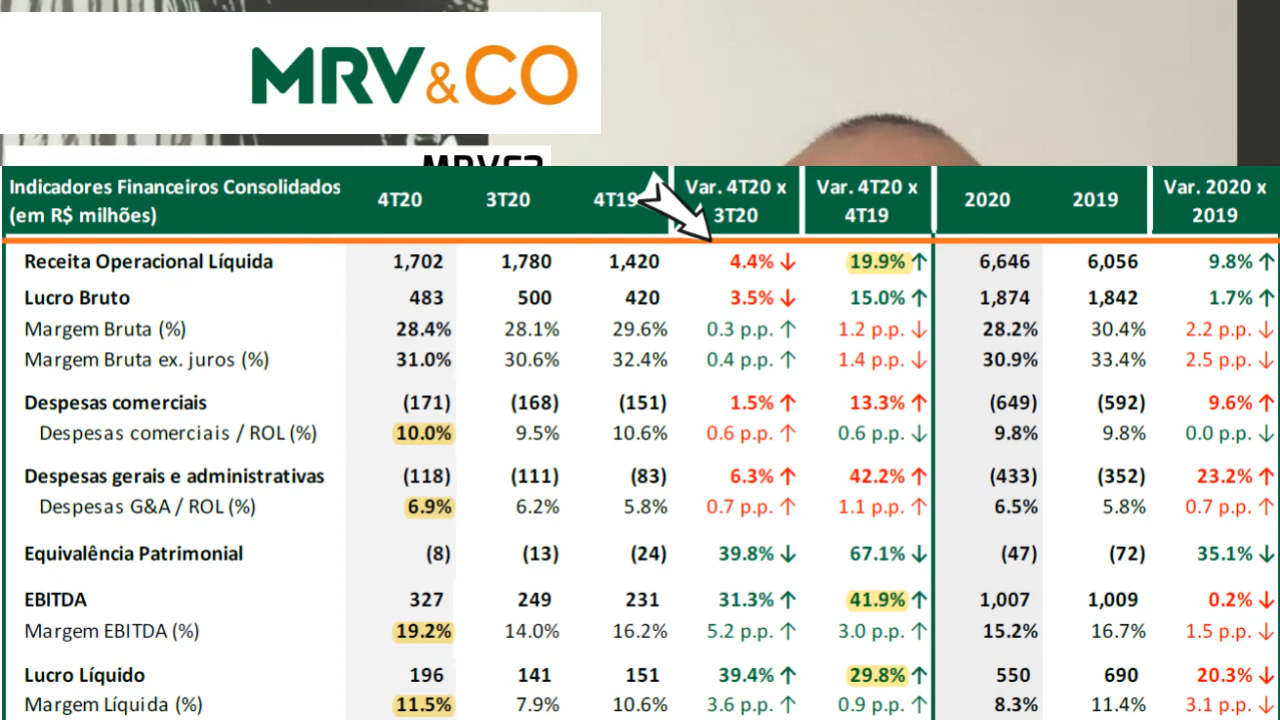 MRV&CO
Indicadores Financeiros Consolidados (em R$ milhões) 4T20 3T20 4T19 Var. 4T20 x 3T20 Var. 4T20 x 4T19 2020 2019 Var. 2020 x 2019
Receita Operacional Líquida 1,702 1,780 1,420 4.4% ↓ 19.9% ↑ 6,646 6,056 9.8% ↑
Lucro Bruto 483 500 420 3.5% ↓ 15.0% ↑ 1,874 1,842 1.7% ↑
Margem Bruta (%) 28.4% 28.1% 29.6% 0.3 p.p. ↑ 1.2 p.p. ↓ 28.2% 30.4% 2.2 p.p. ↓
Margem Bruta ex. juros (%) 31.0% 30.6% 32.4% 0.4 p.p. ↑ 1.4 p.p. ↓ 30.9% 33.4% 2.5 p.p. ↓
Despesas comerciais (171) (168) (151) 1.5% ↑ 13.3% ↑ (649) (592) 9.6% ↑
Despesas comerciais / ROL (%) 10.0% 9.5% 10.6% 0.6 p.p. ↑ 0.6 p.p. ↓ 9.8% 9.8% 0.0 p.p. ↓
Despesas gerais e administrativas (118) (111) (83) 6.3% ↑ 42.2% ↑ (433) (352) 23.2% ↑
Despesas G&A / ROL (%) 6.9% 6.2% 5.8% 0.7 p.p. ↑ 1.1 p.p. ↑ 6.5% 5.8% 0.7 p.p. ↑
Equivalência Patrimonial (8) (13) (24) 39.8% ↓ 67.1% ↓ (47) (72) 35.1% ↓
EBITDA 327 249 231 31.3% ↑ 41.9% ↑ 1,007 1,009 0.2% ↓
Margem EBITDA (%) 19.2% 14.0% 16.2% 5.2 p.p. ↑ 3.0 p.p. ↑ 15.2% 16.7% 1.5 p.p. ↓
Lucro Líquido 196 141 151 39.4% ↑ 29.8% ↑ 550 690 20.3% ↓
Margem Líquida (%) 11.5% 7.9% 10.6% 3.6 p.p. ↑ 0.9 p.p. ↑ 8.3% 11.4% 3.1 p.p. ↓